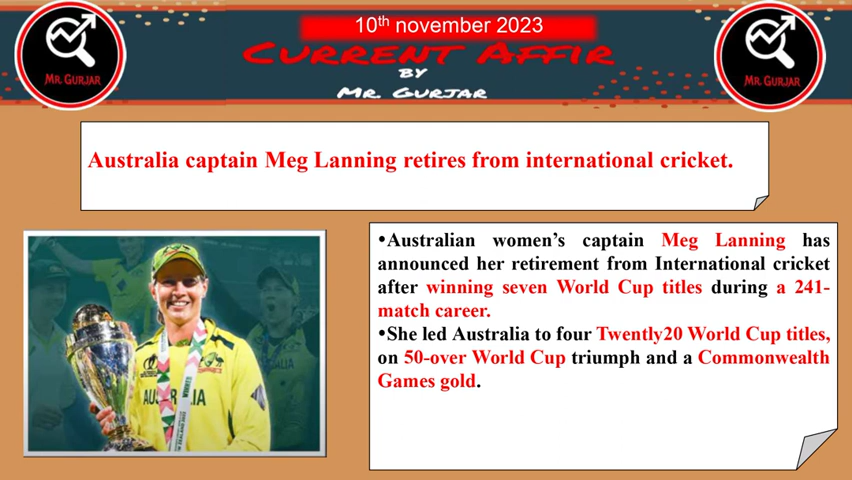 10th november 2023
CURRENT AFFIR
BY
MR. GURJAR
MR. GURJAR
MR. GURJAR
Australia captain Meg Lanning retires from international cricket.
•Australian women's captain Meg Lanning has
announced her retirement from International cricket
after winning seven World Cup titles during a 241-
match career.
•She led Australia to four Twenty20 World Cup titles,
on 50-over World Cup triumph and a Commonwealth
Games gold.
AUSTRALIA